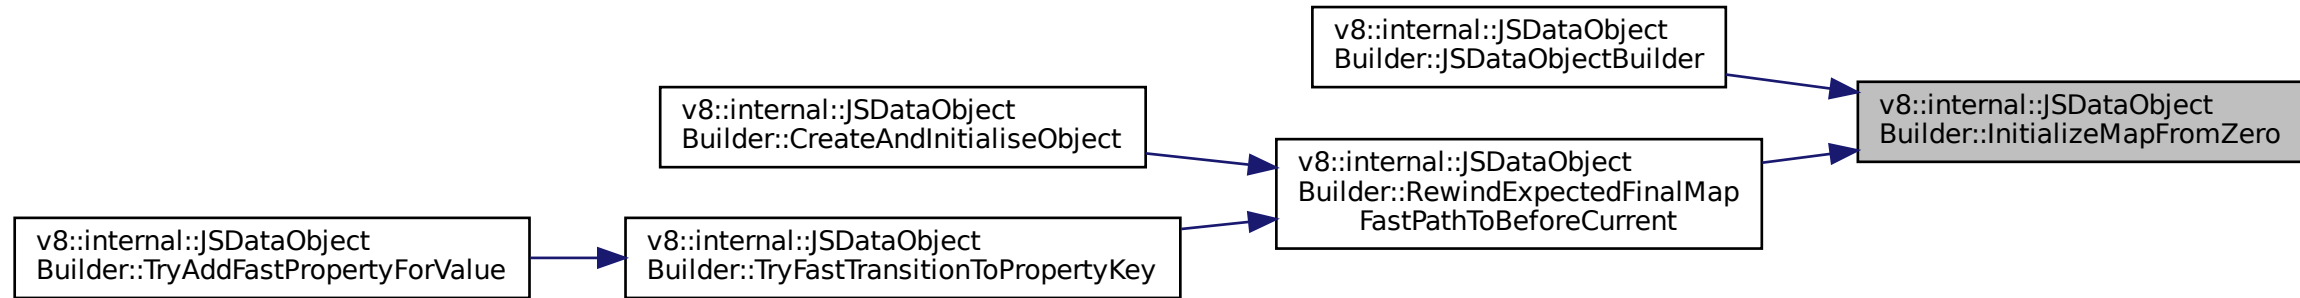 v8::internal::JSDataObject
Builder::JSDataObjectBuilder
v8::internal::JSDataObject
Builder::InitializeMapFromZero
v8::internal::JSDataObject
Builder::CreateAndInitialiseObject
v8::internal::JSDataObject
Builder::RewindExpectedFinalMap
FastPathToBeforeCurrent
v8::internal::JSDataObject
Builder::TryAddFastPropertyForValue
v8::internal::JSDataObject
Builder::TryFastTransitionToPropertyKey